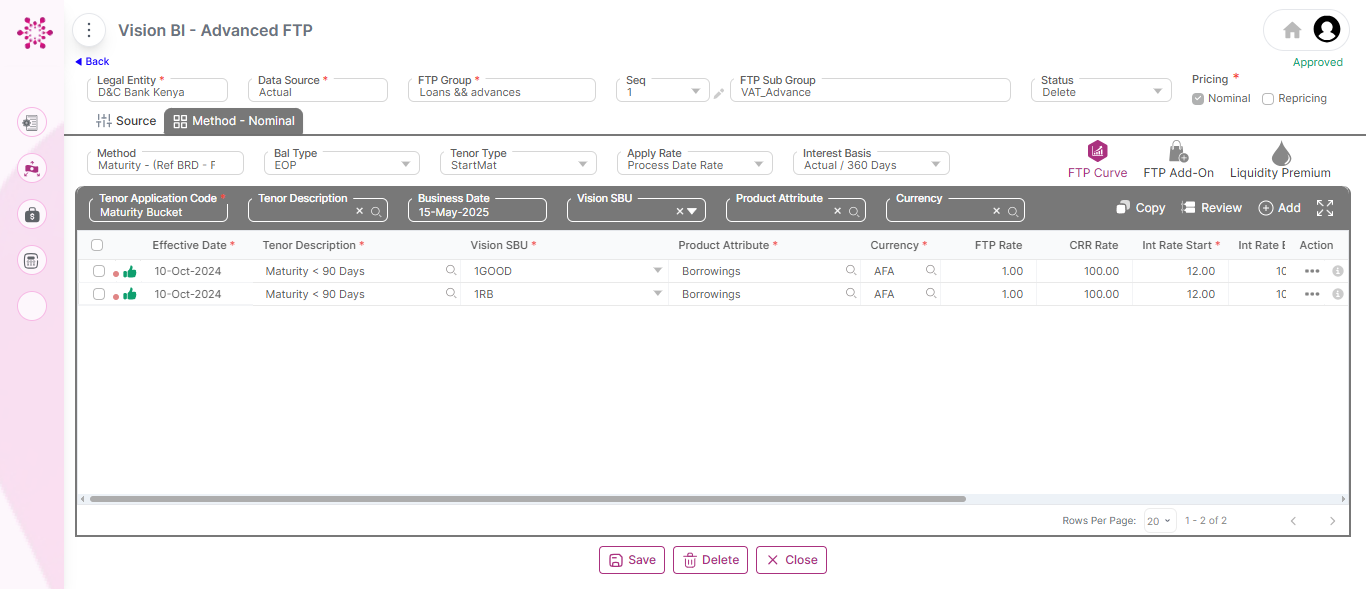 Vision BI - Advanced FTP
Back
Approved
Legal Entity * Data Source * FTP Group * Seq FTP Sub Group Status Pricing *
D&C Bank Kenya Actual Loans && advances 1 VAT_Advance Delete Nominal Repricing
Source Method - Nominal
Method Bal Type Tenor Type Apply Rate Interest Basis
Maturity - (Ref BRD - F EOP StartMat Process Date Rate Actual / 360 Days
FTP Curve FTP Add-On Liquidity Premium
Tenor Application Code * Tenor Description Business Date Vision SBU Product Attribute Currency
Maturity Bucket 15-May-2025 Copy Review Add
Effective Date * Tenor Description * Vision SBU * Product Attribute * Currency * FTP Rate CRR Rate Int Rate Start * Int Rate E Action
10-Oct-2024 Maturity < 90 Days 1GOOD Borrowings AFA 1.00 100.00 12.00 10
10-Oct-2024 Maturity < 90 Days 1RB Borrowings AFA 1.00 100.00 12.00 10
Rows Per Page: 20 1 - 2 of 2
Save Delete Close